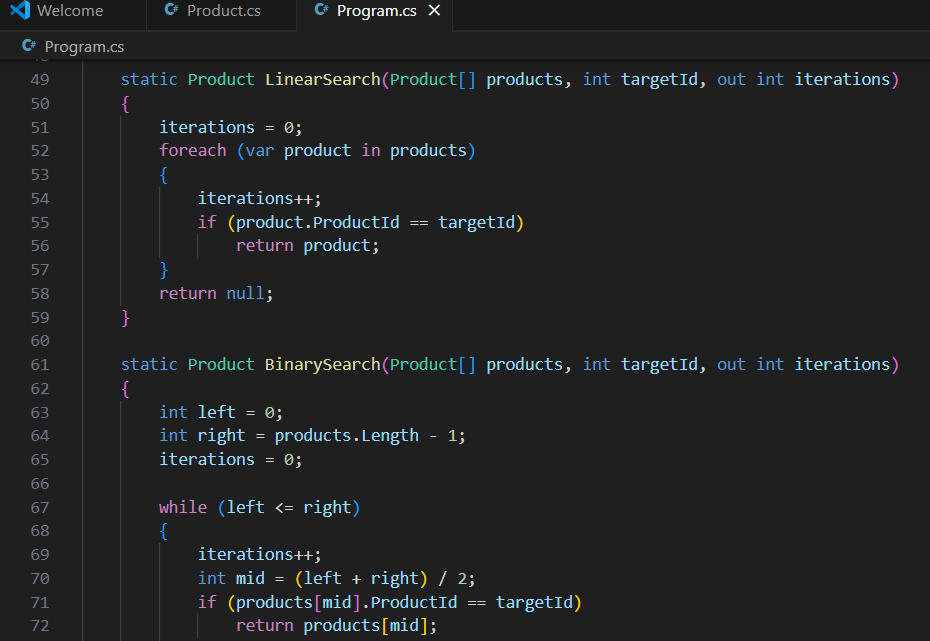 Welcome
C# Product.cs
C# Program.cs ×
C# Program.cs
49 static Product LinearSearch(Product[] products, int targetId, out int iterations)
50 {
51 iterations = 0;
52 foreach (var product in products)
53 {
54 iterations++;
55 if (product.ProductId == targetId)
56 return product;
57 }
58 return null;
59 }
60
61 static Product BinarySearch(Product[] products, int targetId, out int iterations)
62 {
63 int left = 0;
64 int right = products.Length - 1;
65 iterations = 0;
66
67 while (left <= right)
68 {
69 iterations++;
70 int mid = (left + right) / 2;
71 if (products[mid].ProductId == targetId)
72 return products[mid];